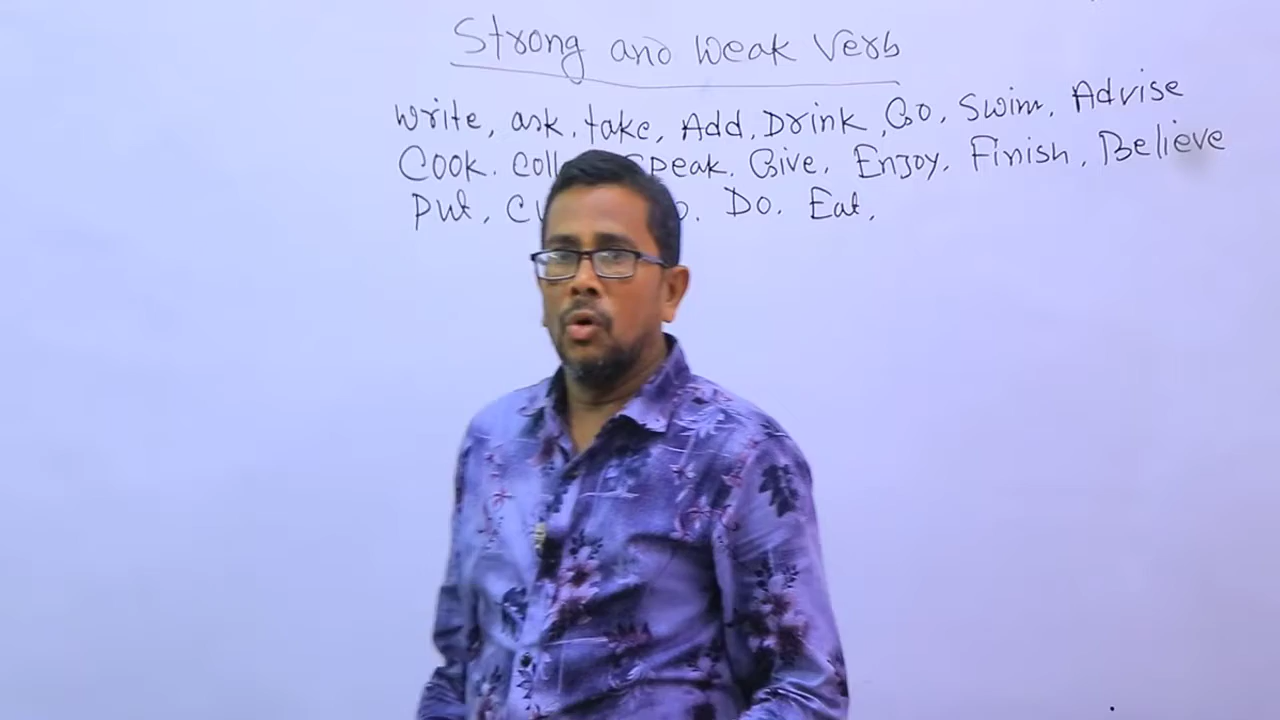 Strong and Weak Verb
Write, ask, take, Add, Drink, Go, Swim, Advise
Cook. Speak. Give, Enjoy, Finish, Believe
Put, Do. Eat,